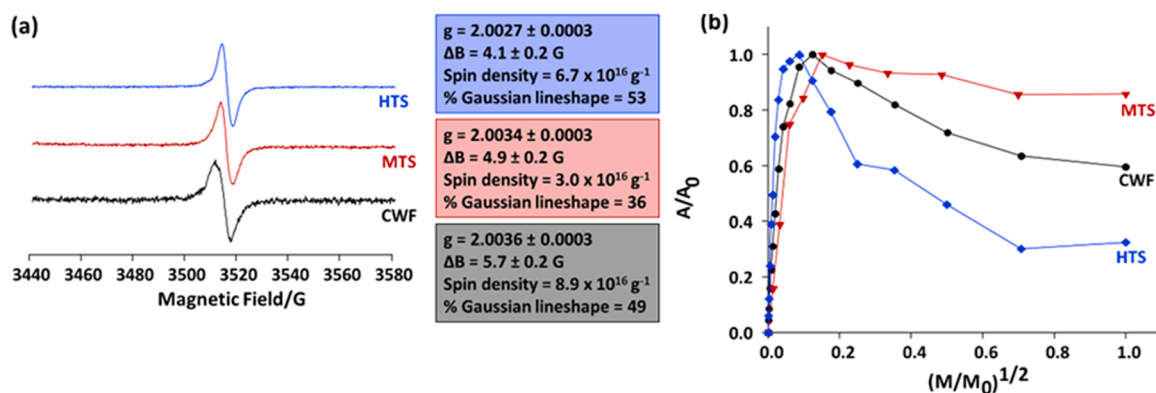 (a)
HTS
MTS
CWF
3440 3460 3480 3500 3520 3540 3560 3580
Magnetic Field/G
g = 2.0027 ± 0.0003
ΔB = 4.1 ± 0.2 G
Spin density = 6.7 x 10¹⁶ g⁻¹
% Gaussian lineshape = 53
g = 2.0034 ± 0.0003
ΔB = 4.9 ± 0.2 G
Spin density = 3.0 x 10¹⁶ g⁻¹
% Gaussian lineshape = 36
g = 2.0036 ± 0.0003
ΔB = 5.7 ± 0.2 G
Spin density = 8.9 x 10¹⁶ g⁻¹
% Gaussian lineshape = 49
(b)
A/A₀
1.0
0.8
0.6
0.4
0.2
0.0
MTS
CWF
HTS
0.0 0.2 0.4 0.6 0.8 1.0
(M/M₀)¹/²